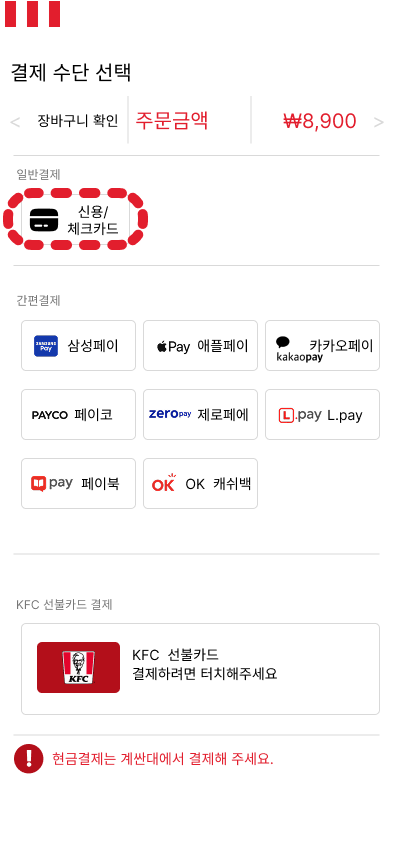 결제 수단 선택
< 장바구니 확인 주문금액 ₩8,900 >
일반결제
신용/
체크카드
간편결제
SAMSUNG
Pay
삼성페이
Pay 애플페이
kakaopay
카카오페이
PAYCO 페이코
zeropay 제로페에
L.pay L.pay
pay 페이북
OK OK 캐쉬백
KFC 선불카드 결제
KFC
KFC 선불카드
결제하려면 터치해주세요
! 현금결제는 계싼대에서 결제해 주세요.